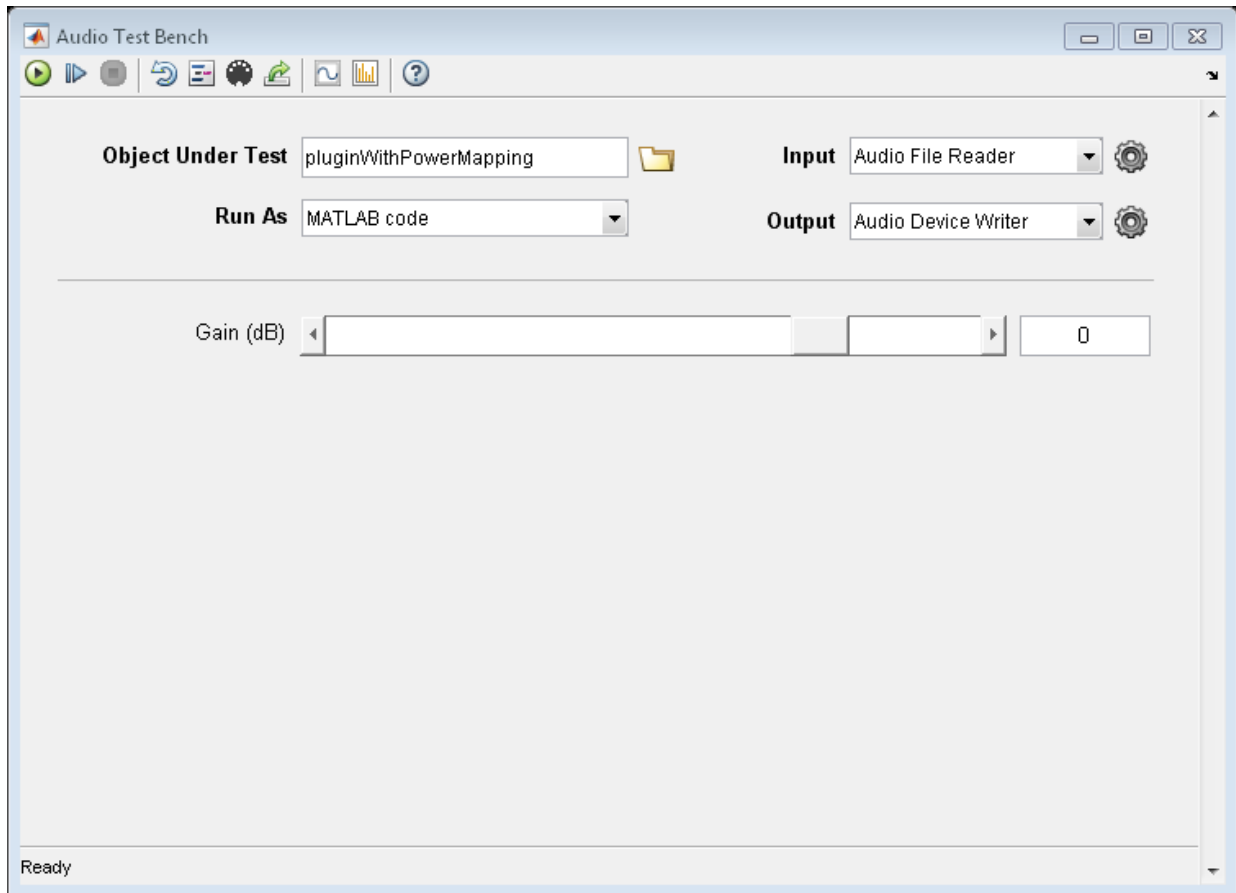 Audio Test Bench
Object Under Test pluginWithPowerMapping Input Audio File Reader
Run As MATLAB code Output Audio Device Writer
Gain (dB) 0
Ready